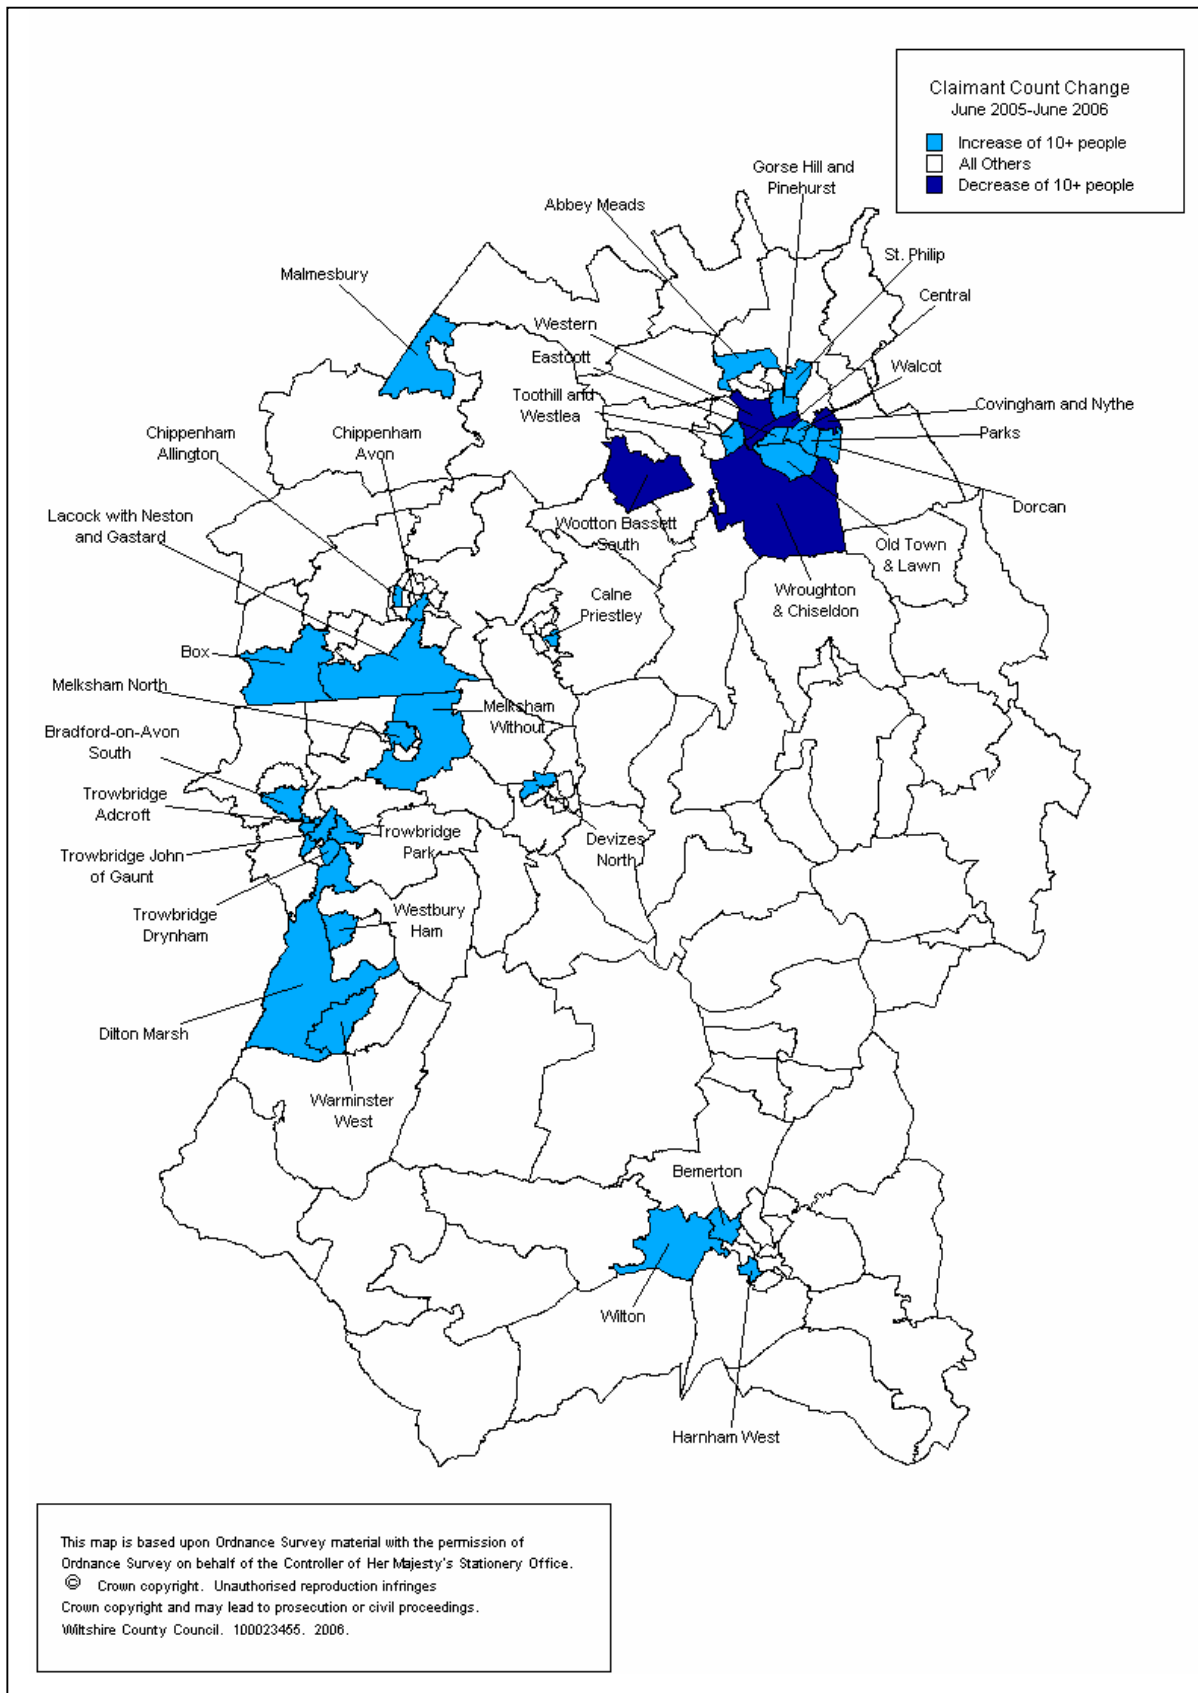 Claimant Count Change
June 2005-June 2006
Increase of 10+ people
All Others
Decrease of 10+ people
Gorse Hill and
Pinehurst
Abbey Meads
St. Philip
Malmesbury
Central
Western
Eastcott
Walcot
Toothill and
Westlea
Covingham and Nythe
Parks
Chippenham
Allington
Chippenham
Avon
Dorcan
Lacock with Neston
and Gastard
Wootton Bassett
South
Old Town
& Lawn
Calne
Priestley
Wroughton
& Chiseldon
Box
Melksham North
Melksham
Without
Bradford-on-Avon
South
Trowbridge
Adcroft
Trowbridge
Park
Devizes
North
Trowbridge John
of Gaunt
Trowbridge
Drynham
Westbury
Ham
Dilton Marsh
Warminster
West
Bemerton
Wilton
Harnham West
This map is based upon Ordnance Survey material with the permission of
Ordnance Survey on behalf of the Controller of Her Majesty's Stationery Office.
© Crown copyright. Unauthorised reproduction infringes
Crown copyright and may lead to prosecution or civil proceedings.
Wiltshire County Council. 100023455. 2006.